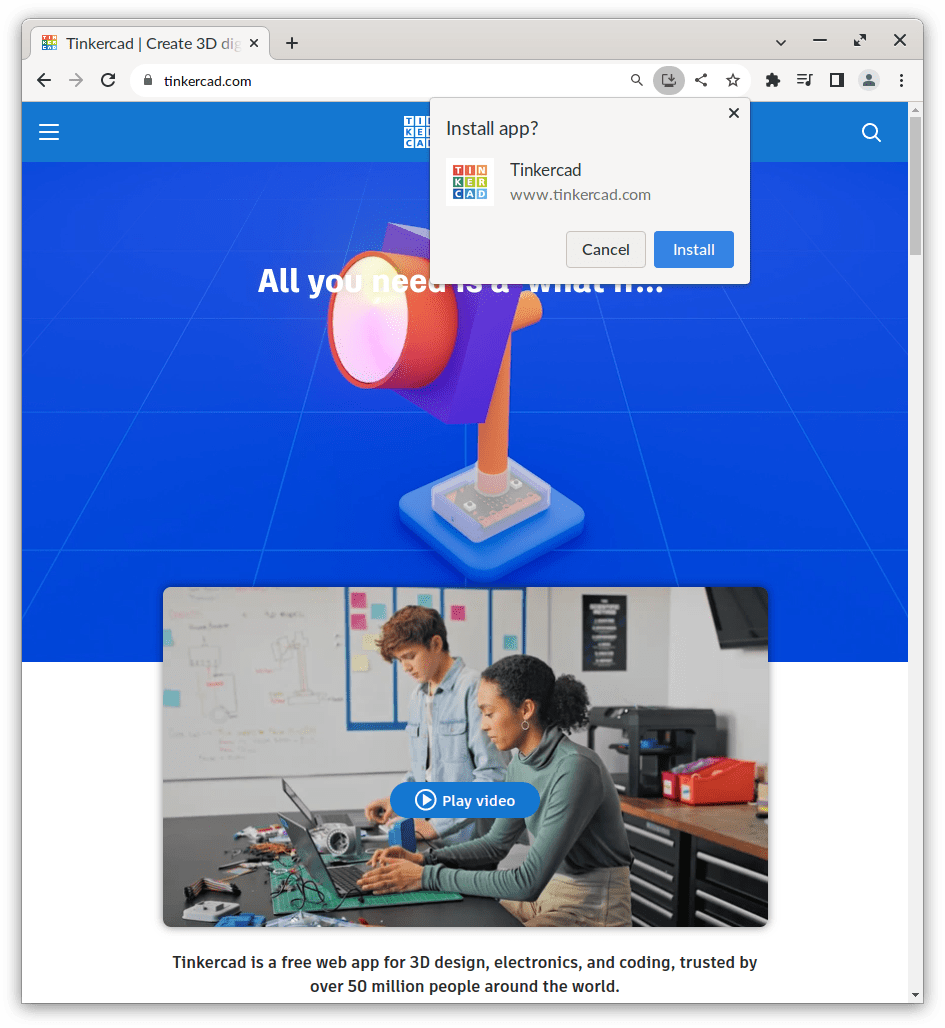 Tinkercad | Create 3D dig
tinkercad.com
Install app?
TIN
KER
CAD
Tinkercad
www.tinkercad.com
Cancel
Install
TI
KE
CAD
All you need is a 'what if...
Play video
Tinkercad is a free web app for 3D design, electronics, and coding, trusted by
over 50 million people around the world.